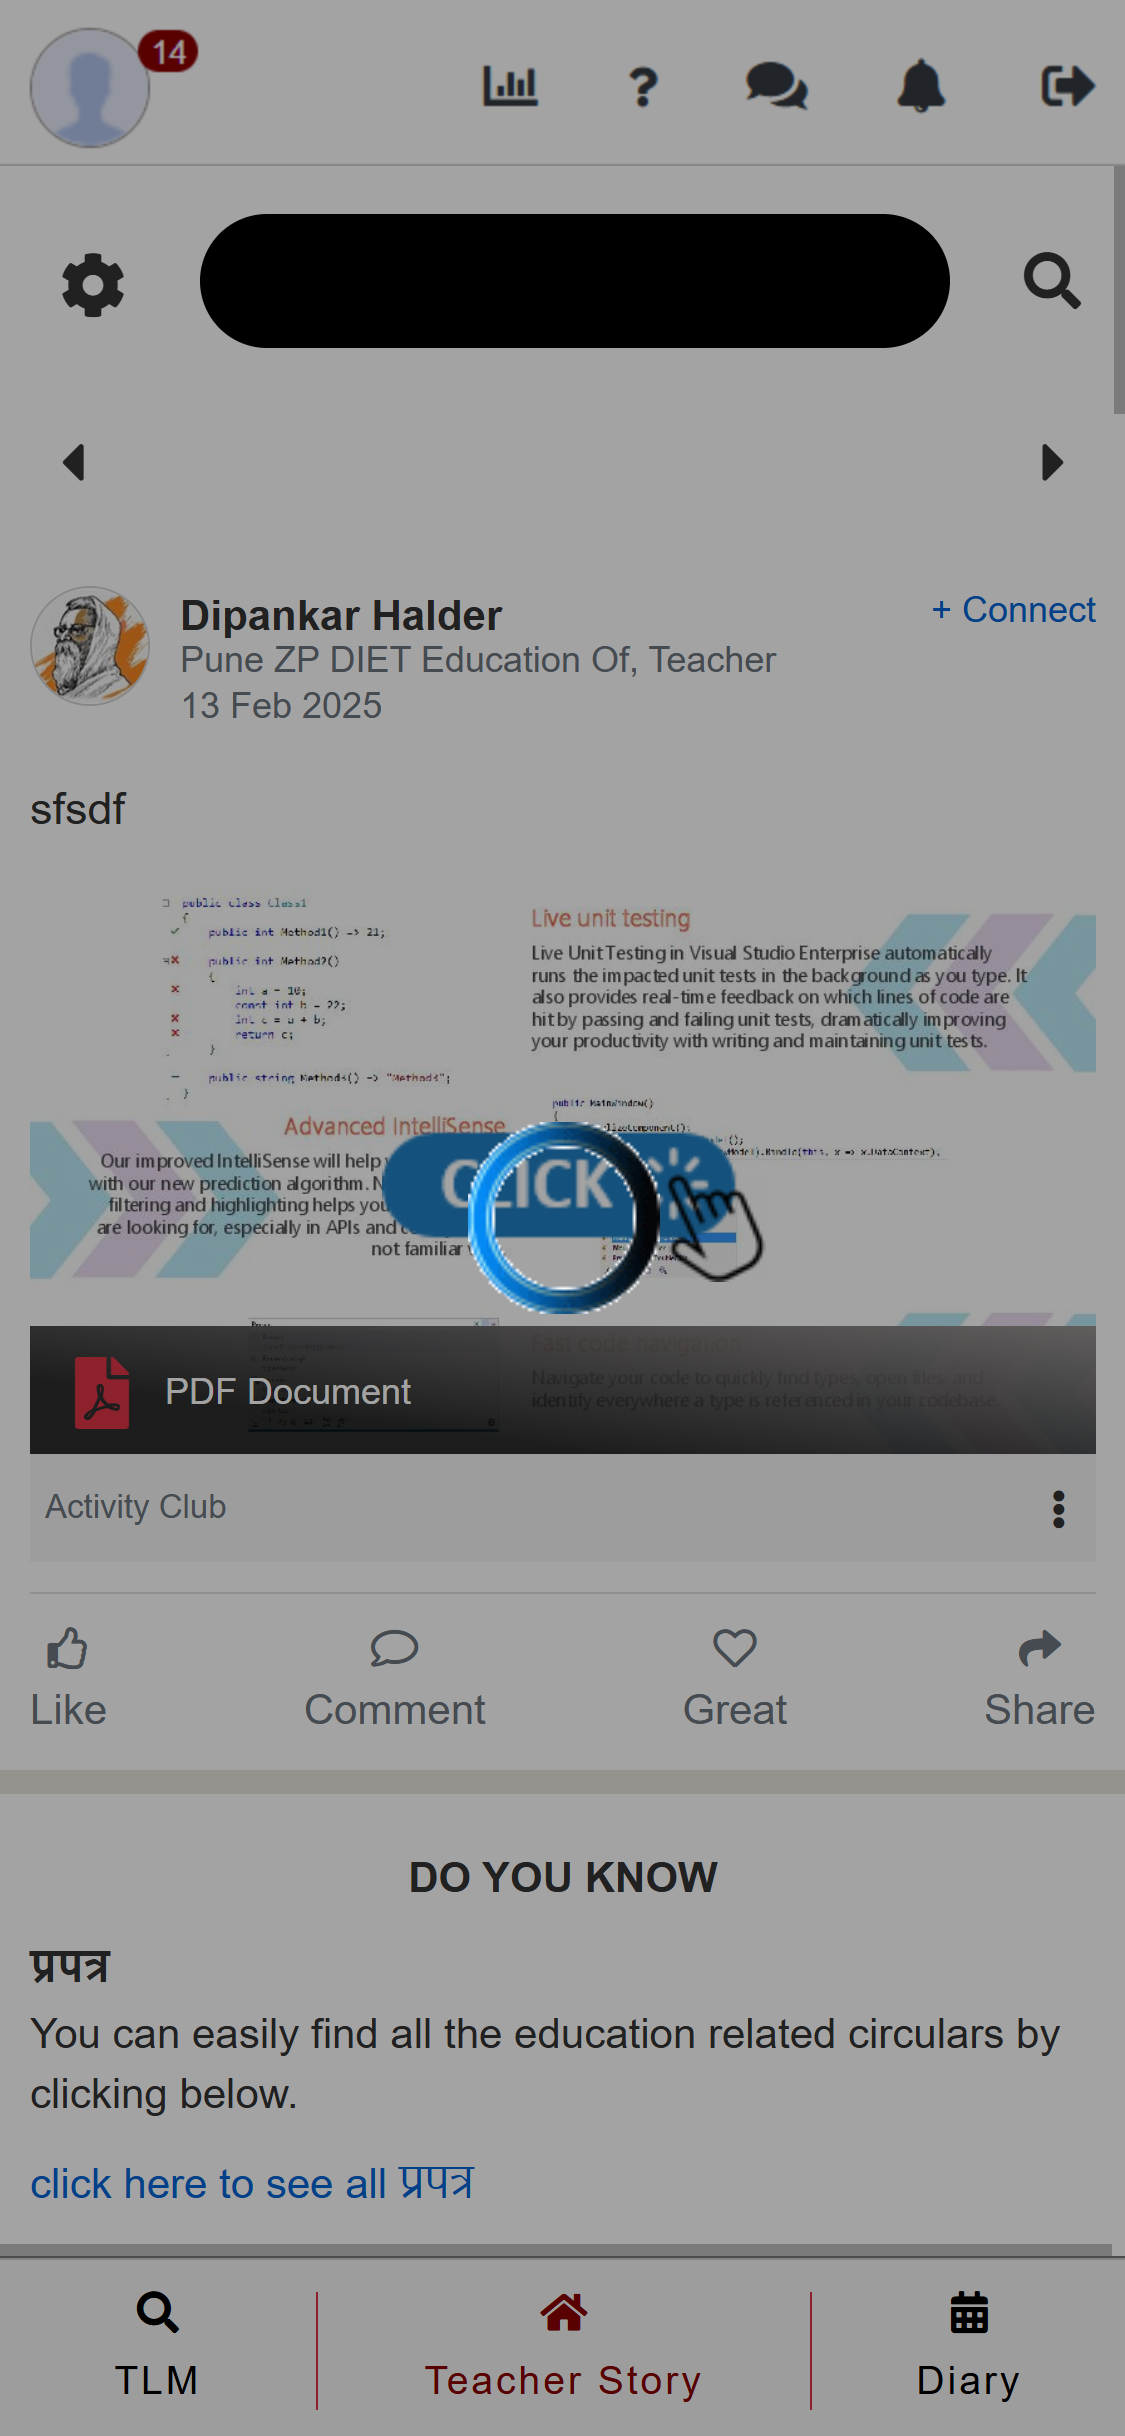 14
Dipankar Halder
+ Connect
Pune ZP DIET Education Of, Teacher
13 Feb 2025
sfsdf
public class Class1
{
public int Method1() => 21;
public int Method2()
{
int a = 10;
const int b = 22;
int c = a + b;
return c;
}
public string Method3() => "Method3";
}
Live unit testing
Live Unit Testing in Visual Studio Enterprise automatically
runs the impacted unit tests in the background as you type. It
also provides real-time feedback on which lines of code are
hit by passing and failing unit tests, dramatically improving
your productivity with writing and maintaining unit tests.
Advanced IntelliSense
Our improved IntelliSense will help
with our new prediction algorithm.
filtering and highlighting helps you
are looking for, especially in APIs and
not familiar
public MainWindow()
{
CLICK
Fast code navigation
Navigate your code to quickly find types, open files, and
identify everywhere a type is referenced in your codebase.
PDF Document
Activity Club
Like
Comment
Great
Share
DO YOU KNOW
प्रपत्र
You can easily find all the education related circulars by
clicking below.
click here to see all प्रपत्र
TLM
Teacher Story
Diary